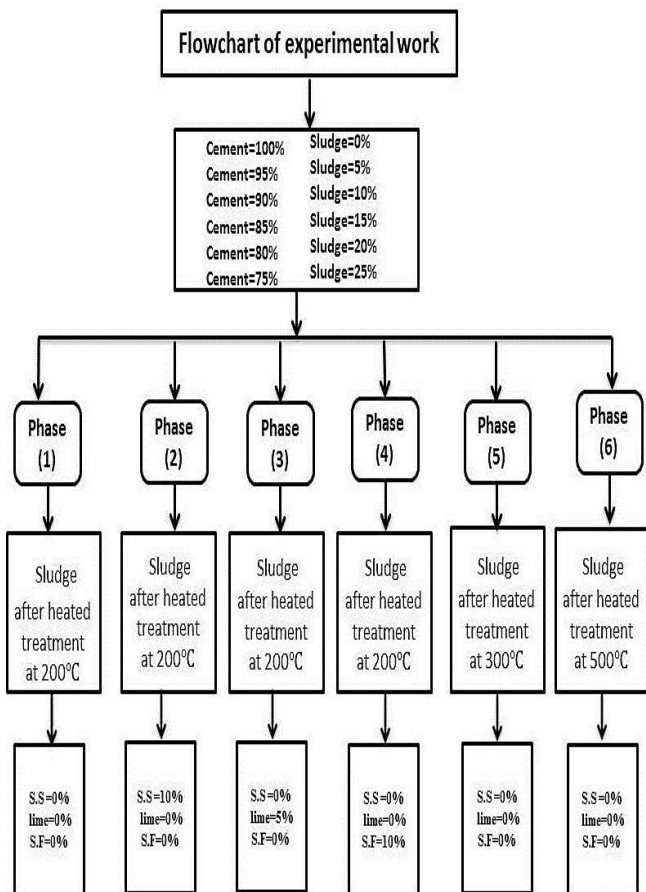 Flowchart of experimental work
Cement=100% Sludge=0%
Cement=95% Sludge=5%
Cement=90% Sludge=10%
Cement=85% Sludge=15%
Cement=80% Sludge=20%
Cement=75% Sludge=25%
Phase
(1)
Phase
(2)
Phase
(3)
Phase
(4)
Phase
(5)
Phase
(6)
Sludge
after heated
treatment
at 200°C
Sludge
after heated
treatment
at 200°C
Sludge
after heated
treatment
at 200°C
Sludge
after heated
treatment
at 200°C
Sludge
after heated
treatment
at 300°C
Sludge
after heated
treatment
at 500°C
S.S=0%
lime=0%
S.F=0%
S.S=10%
lime=0%
S.F=0%
S.S=0%
lime=5%
S.F=0%
S.S=0%
lime=0%
S.F=10%
S.S=0%
lime=0%
S.F=0%
S.S=0%
lime=0%
S.F=0%